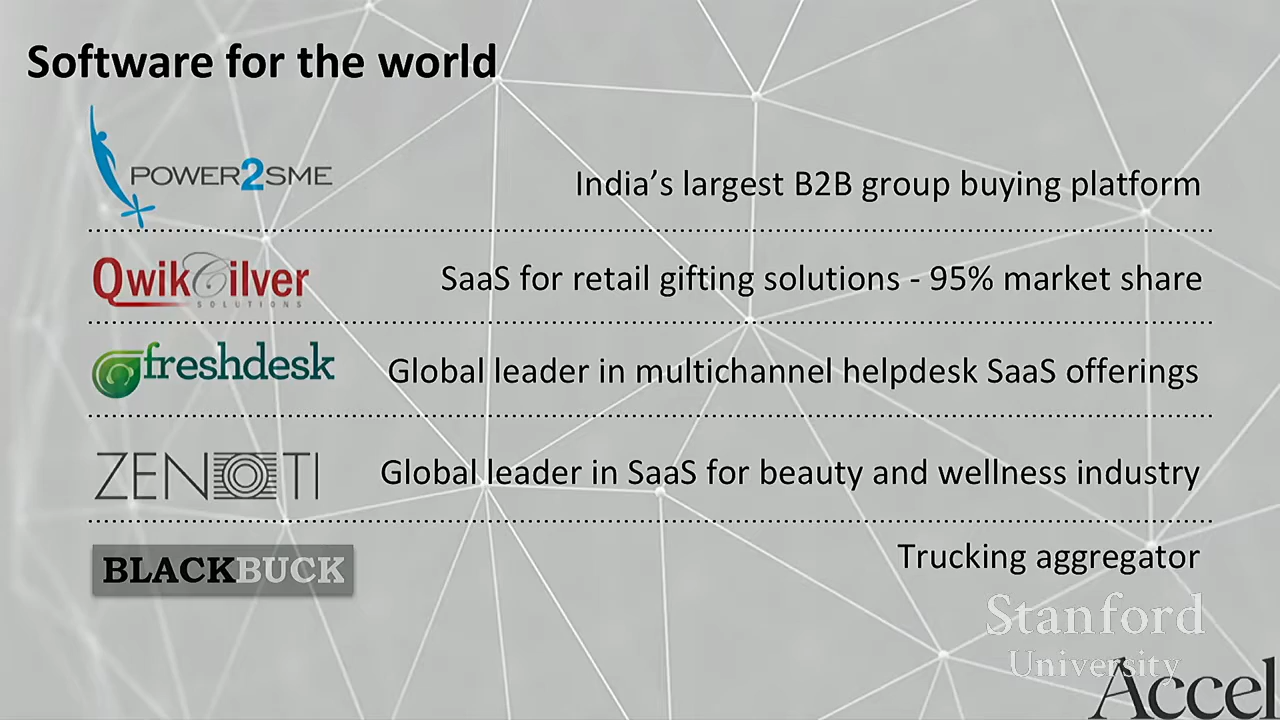 Software for the world
POWER2SME
India's largest B2B group buying platform
QwikCilver
SOLUTIONS
SaaS for retail gifting solutions - 95% market share
freshdesk
Global leader in multichannel helpdesk SaaS offerings
ZENOTI
Global leader in SaaS for beauty and wellness industry
BLACKBUCK
Trucking aggregator
Stanford
University
Accel